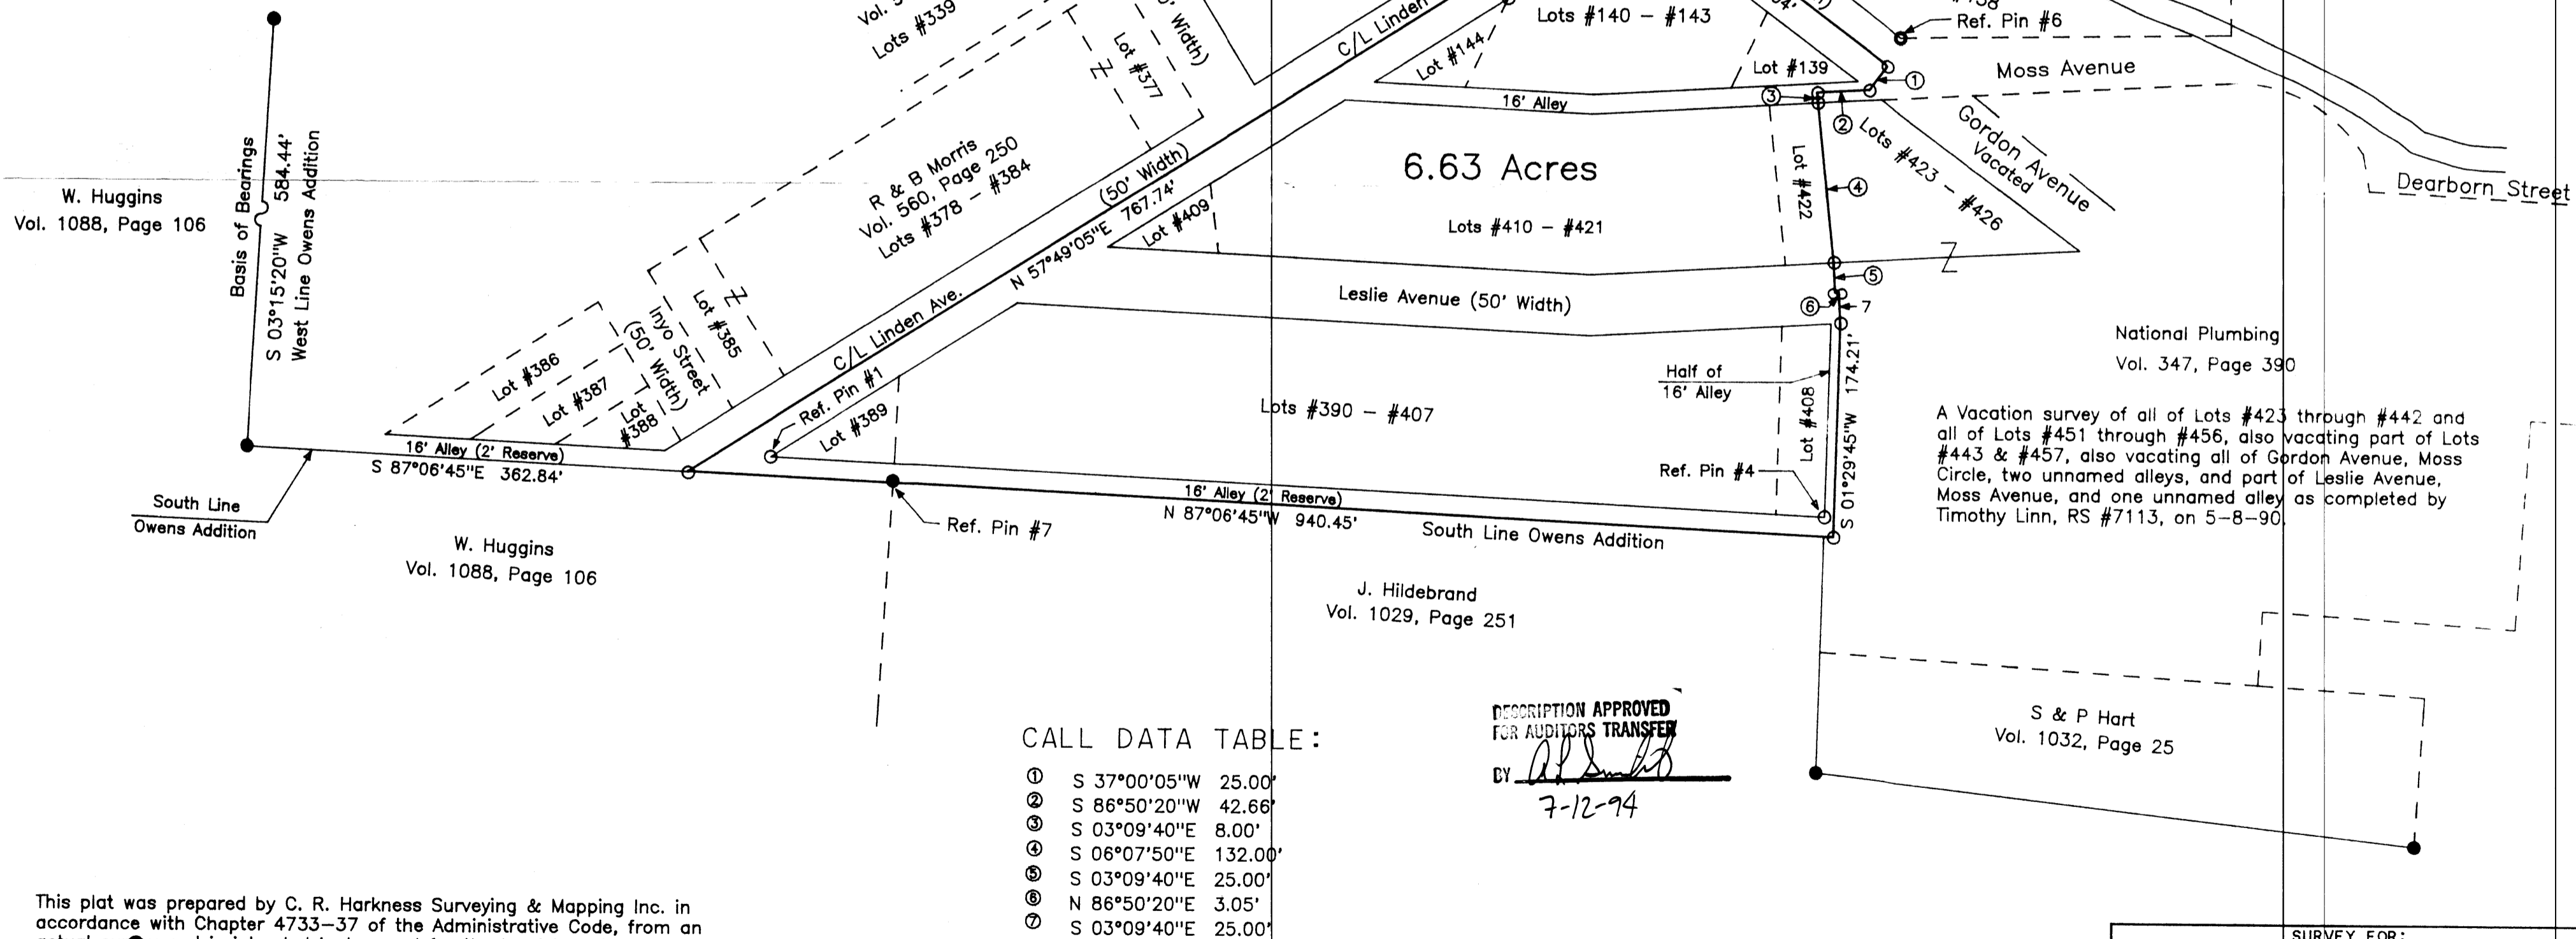 Lots #339
R & B Morris
Vol. 560, Page 250
Lots #378 - #384
Lot #377
Width)
C/L Linden
Lots #140 - #143
Lot #144
Lot #139
Ref. Pin #6
Moss Avenue
①
②
③
④
⑤
⑥
7
16' Alley
Lots #423 - #426
Gordon Avenue
Vacated
Dearborn Street
6.63 Acres
Lot #422
Lots #410 - #421
Lot #409
(50' Width)
N 57°49'05"E 767.74'
C/L Linden Ave.
Leslie Avenue (50' Width)
W. Huggins
Vol. 1088, Page 106
Basis of Bearings
S 03°15'20"W 584.44'
West Line Owens Addition
Lot #385
Inyo Street
(50' Width)
Lot #386
Lot #387
Lot
#388
Ref. Pin #1
Lot #389
Lots #390 - #407
Half of
16' Alley
Lot #408
S 01°29'45"W 174.21'
Ref. Pin #4
National Plumbing
Vol. 347, Page 390
A Vacation survey of all of Lots #423 through #442 and
all of Lots #451 through #456, also vacating part of Lots
#443 & #457, also vacating all of Gordon Avenue, Moss
Circle, two unnamed alleys, and part of Leslie Avenue,
Moss Avenue, and one unnamed alley as completed by
Timothy Linn, RS #7113, on 5-8-90
16' Alley (2' Reserve)
S 87°06'45"E 362.84'
South Line
Owens Addition
16' Alley (2' Reserve)
N 87°06'45"W 940.45'
South Line Owens Addition
Ref. Pin #7
W. Huggins
Vol. 1088, Page 106
J. Hildebrand
Vol. 1029, Page 251
S & P Hart
Vol. 1032, Page 25
DESCRIPTION APPROVED
FOR AUDITORS TRANSFER
BY
7-12-94
CALL DATA TABLE:
① S 37°00'05"W 25.00'
② S 86°50'20"W 42.66'
③ S 03°09'40"E 8.00'
④ S 06°07'50"E 132.00'
⑤ S 03°09'40"E 25.00'
⑥ N 86°50'20"E 3.05'
⑦ S 03°09'40"E 25.00'
This plat was prepared by C. R. Harkness Surveying & Mapping Inc. in
accordance with Chapter 4733-37 of the Administrative Code, from an
SURVEY FOR: